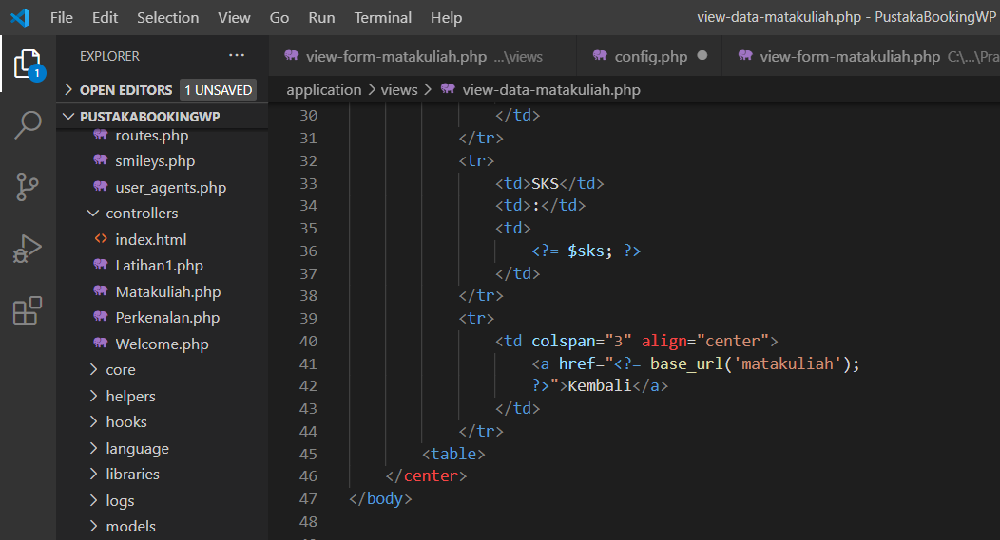 File Edit Selection View Go Run Terminal Help view-data-matakuliah.php - PustakaBookingWP
EXPLORER ···
view-form-matakuliah.php ...\views config.php view-form-matakuliah.php C:\...\Pra
1
OPEN EDITORS 1 UNSAVED
application > views > view-data-matakuliah.php
PUSTAKABOOKINGWP
routes.php
smileys.php
user_agents.php
controllers
index.html
Latihan1.php
Matakuliah.php
Perkenalan.php
Welcome.php
core
helpers
hooks
language
libraries
logs
models
30 </td>
31 </tr>
32 <tr>
33 <td>SKS</td>
34 <td>:</td>
35 <td>
36 <?= $sks; ?>
37 </td>
38 </tr>
39 <tr>
40 <td colspan="3" align="center">
41 <a href="<?= base_url('matakuliah');
42 ?>">Kembali</a>
43 </td>
44 </tr>
45 <table>
46 </center>
47 </body>
48